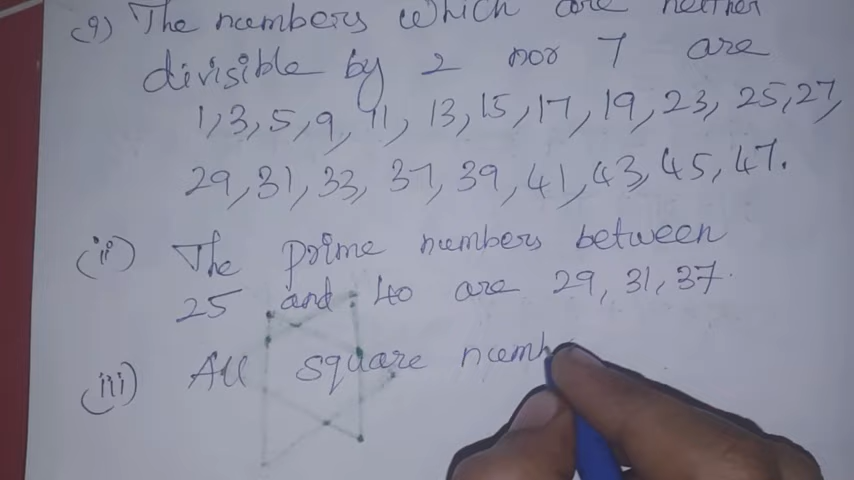 (i) The numbers which are neither
divisible by 2 nor 7 are
1, 3, 5, 9, 11, 13, 15, 17, 19, 23, 25, 27,
29, 31, 33, 37, 39, 41, 43, 45, 47.
(ii) The prime numbers between
25 and 40 are 29, 31, 37.
(iii) All square numb